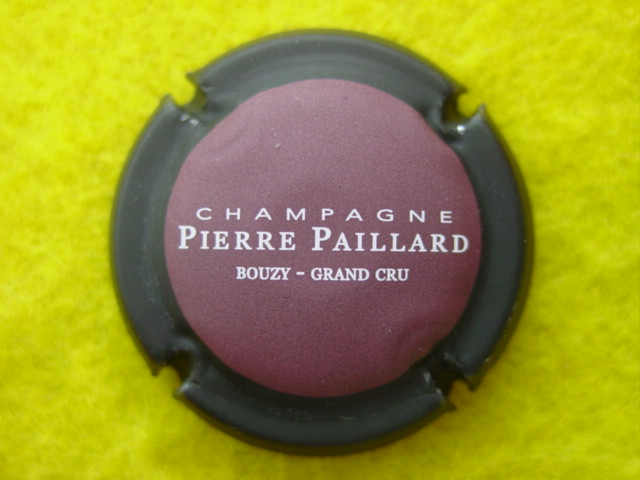 CHAMPAGNE
PIERRE PAILLARD
BOUZY - GRAND CRU